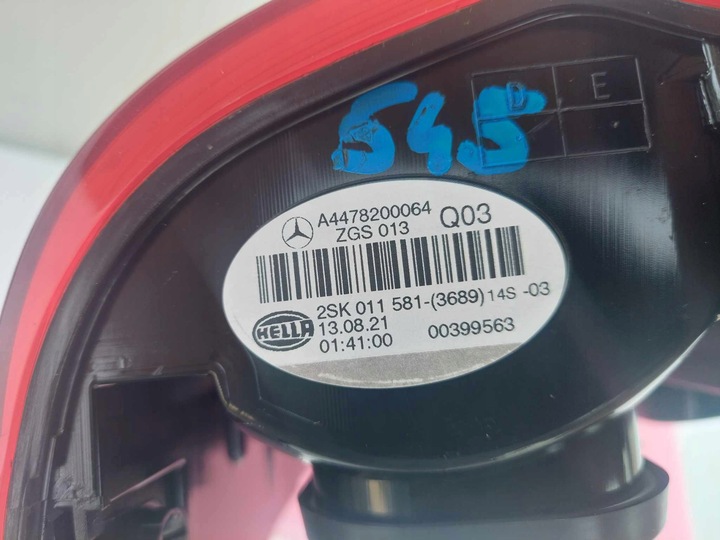 545
D E
A4478200064
ZGS 013 Q03
2SK 011 581-(3689) 14S -03
HELLA 13.08.21
01:41:00 00399563